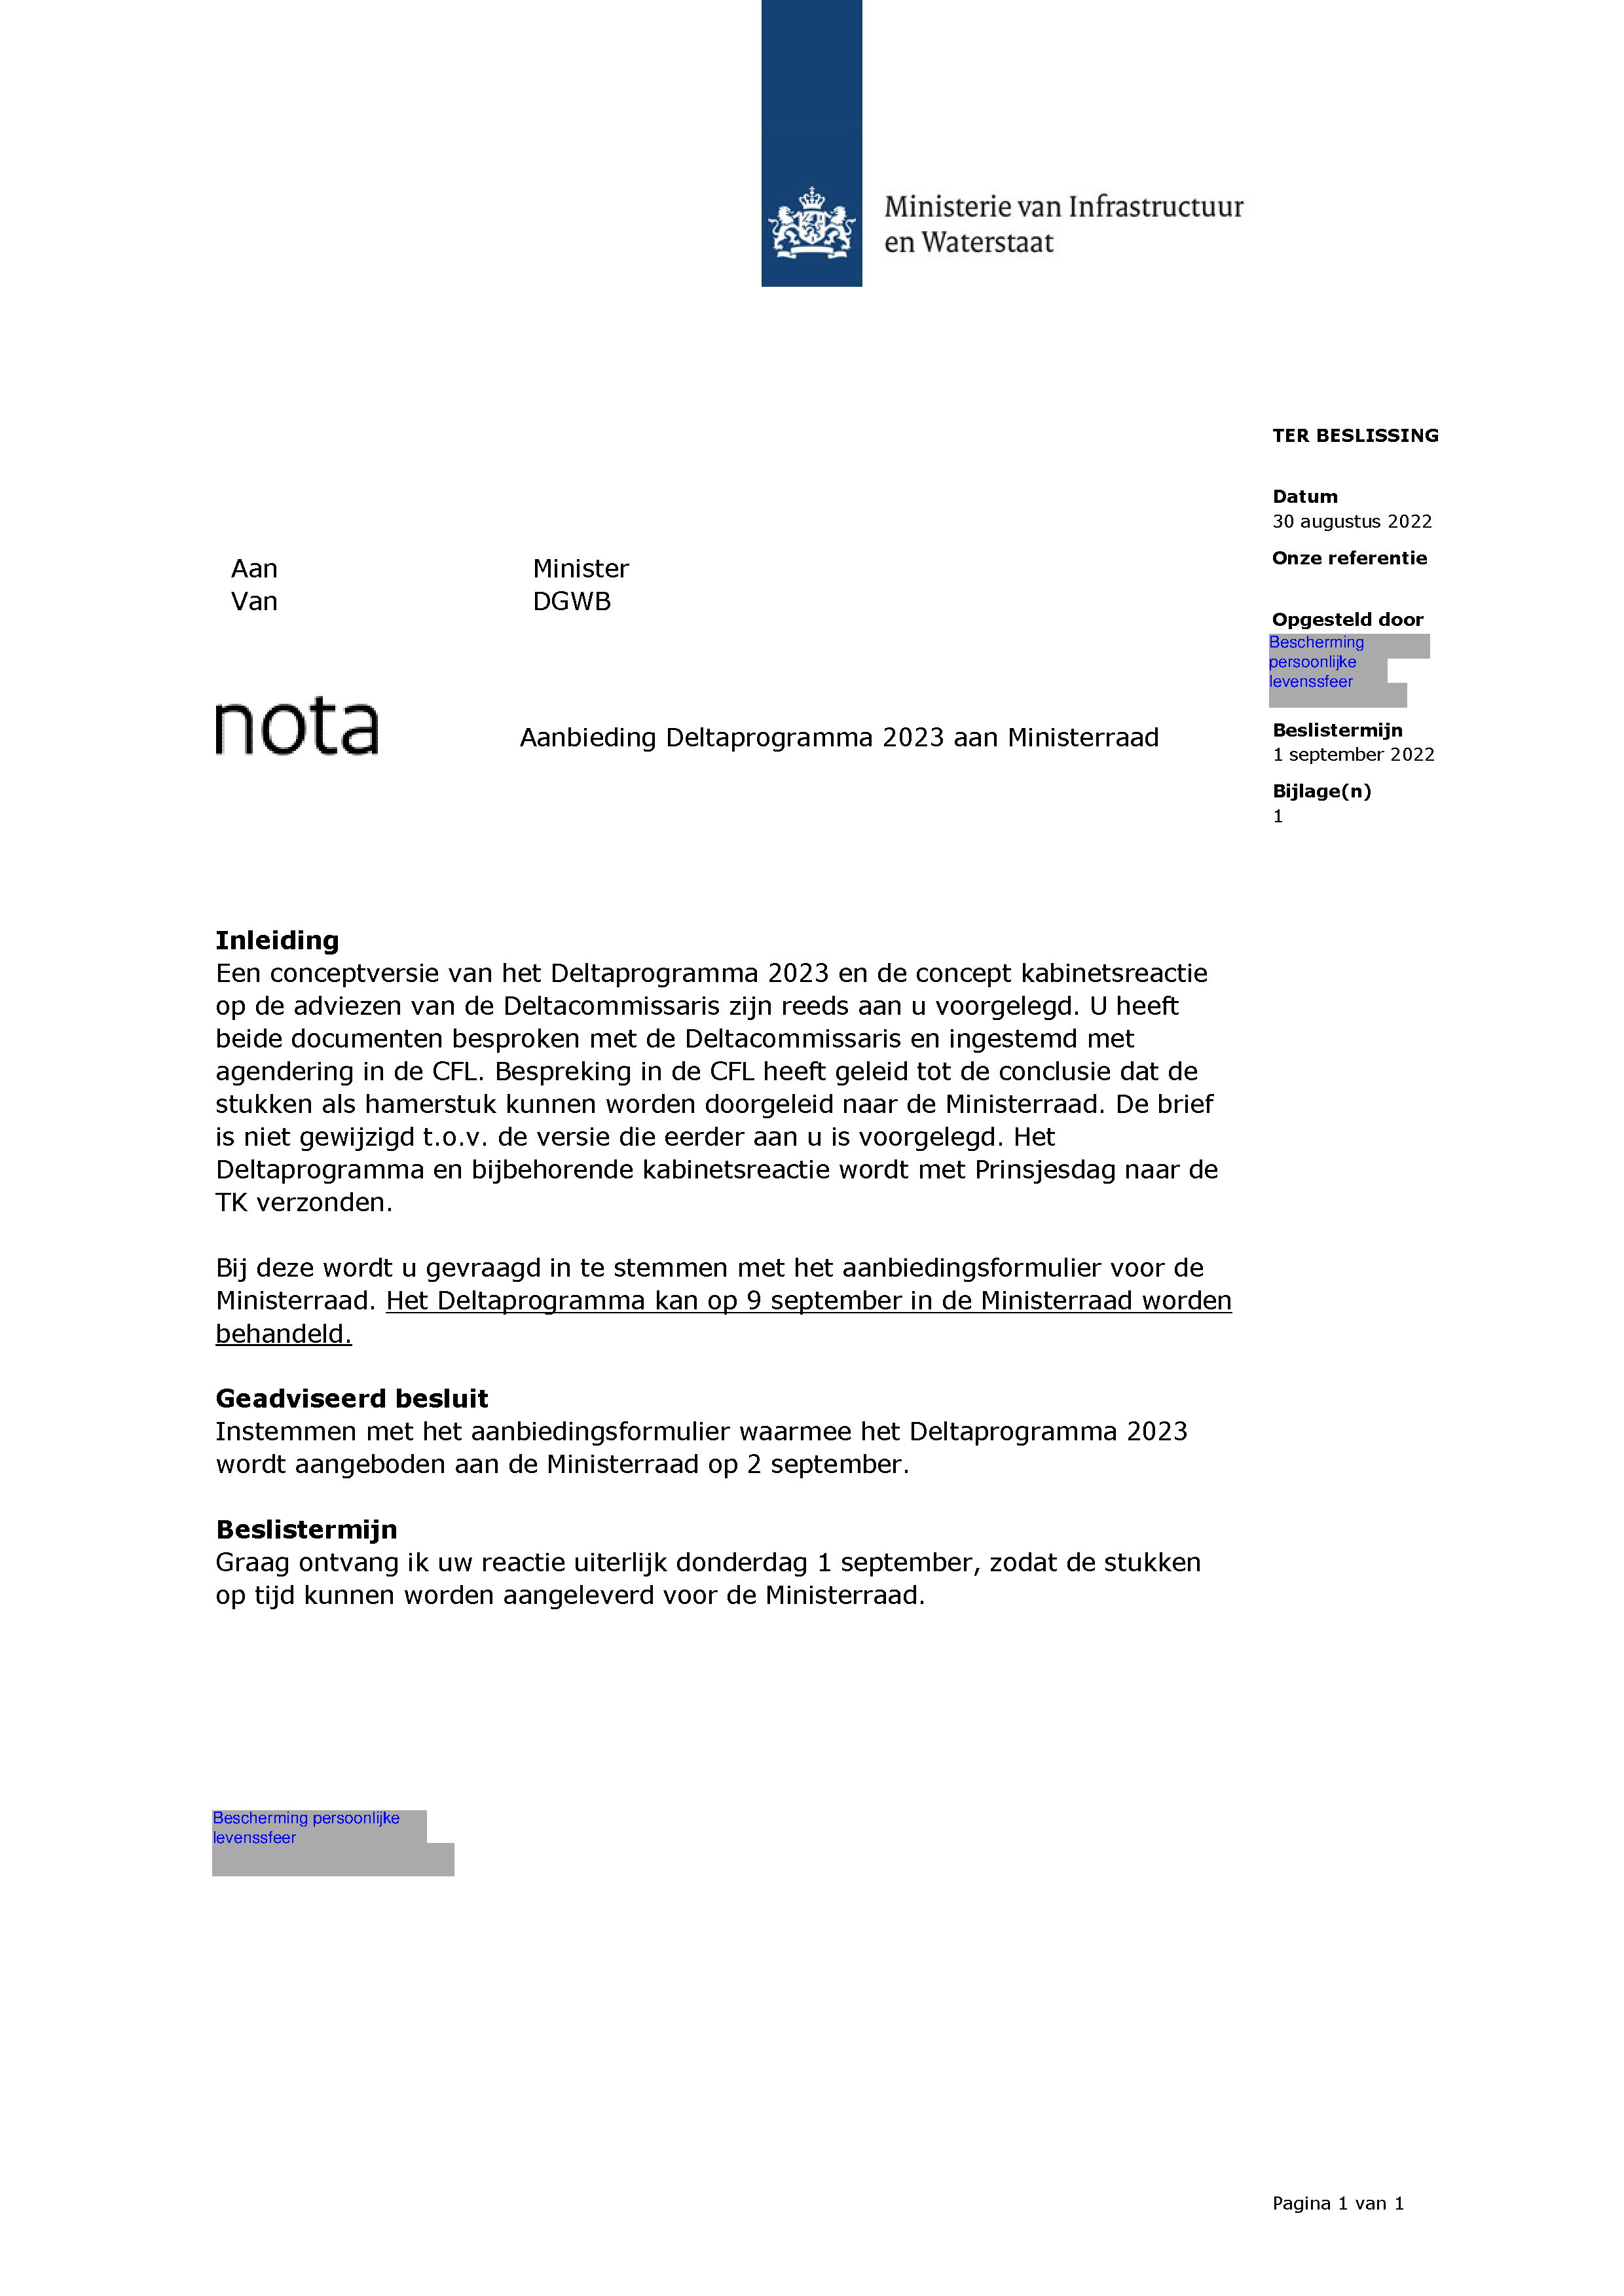 Ministerie van Infrastructuur
en Waterstaat
TER BESLISSING
Datum
30 augustus 2022
Onze referentie
Opgesteld door
Bescherming
persoonlijke
levenssfeer
Beslistermijn
1 september 2022
Bijlage(n)
1
Aan Minister
Van DGWB
nota Aanbieding Deltaprogramma 2023 aan Ministerraad
Inleiding
Een conceptversie van het Deltaprogramma 2023 en de concept kabinetsreactie
op de adviezen van de Deltacommissaris zijn reeds aan u voorgelegd. U heeft
beide documenten besproken met de Deltacommissaris en ingestemd met
agendering in de CFL. Bespreking in de CFL heeft geleid tot de conclusie dat de
stukken als hamerstuk kunnen worden doorgeleid naar de Ministerraad. De brief
is niet gewijzigd t.o.v. de versie die eerder aan u is voorgelegd. Het
Deltaprogramma en bijbehorende kabinetsreactie wordt met Prinsjesdag naar de
TK verzonden.
Bij deze wordt u gevraagd in te stemmen met het aanbiedingsformulier voor de
Ministerraad. Het Deltaprogramma kan op 9 september in de Ministerraad worden
behandeld.
Geadviseerd besluit
Instemmen met het aanbiedingsformulier waarmee het Deltaprogramma 2023
wordt aangeboden aan de Ministerraad op 2 september.
Beslistermijn
Graag ontvang ik uw reactie uiterlijk donderdag 1 september, zodat de stukken
op tijd kunnen worden aangeleverd voor de Ministerraad.
Bescherming persoonlijke
levenssfeer
Pagina 1 van 1